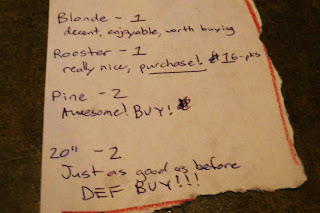 Blonde - 1
decent, enjoyable, worth buying
Rooster - 1
really nice, purchase! 16-pks
Pine - 2
Awesome! BUY!
20" - 2
Just as good as before
DEF BUY!!!